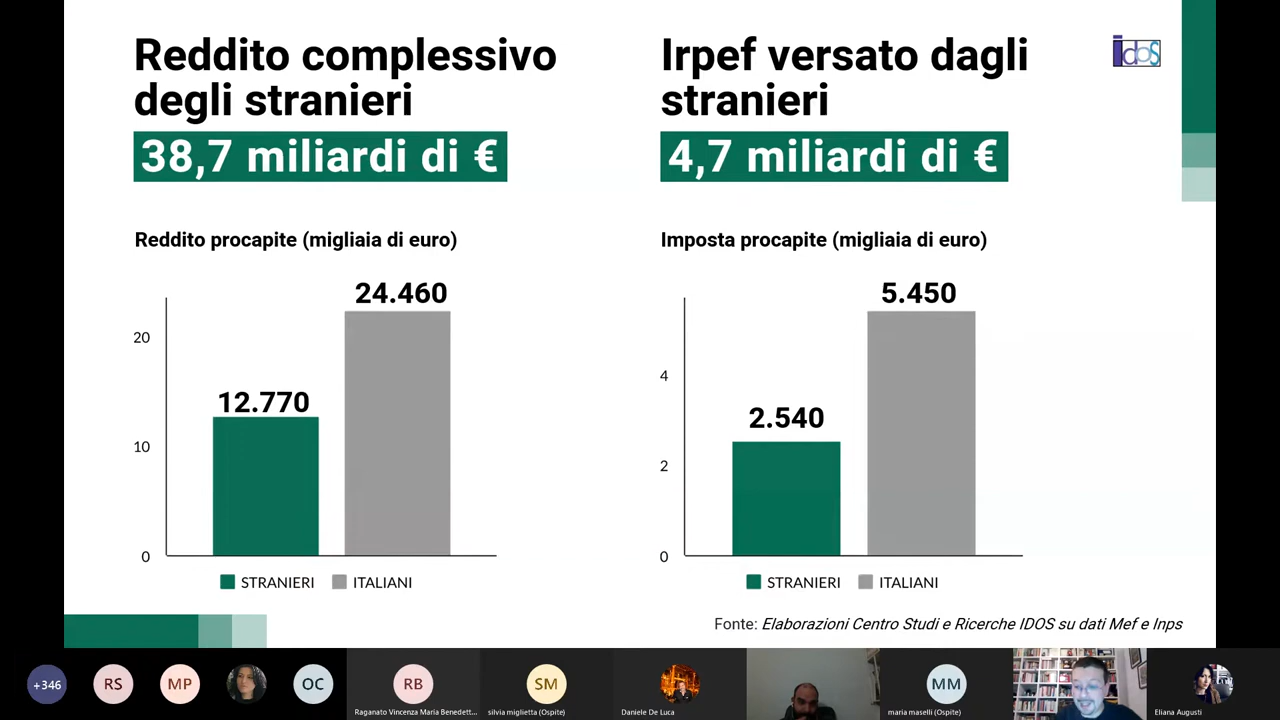 Reddito complessivo
degli stranieri
38,7 miliardi di €
Irpef versato dagli
stranieri
4,7 miliardi di €
idos
Reddito procapite (migliaia di euro)
24.460
12.770
20
10
0
STRANIERI
ITALIANI
Imposta procapite (migliaia di euro)
5.450
2.540
4
2
0
STRANIERI
ITALIANI
Fonte: Elaborazioni Centro Studi e Ricerche IDOS su dati Mef e Inps
+346
RS
MP
OC
RB
Raganato Vincenza Maria Benedett...
SM
silvia miglietta (Ospite)
Daniele De Luca
MM
maria maselli (Ospite)
Eliana Augusti